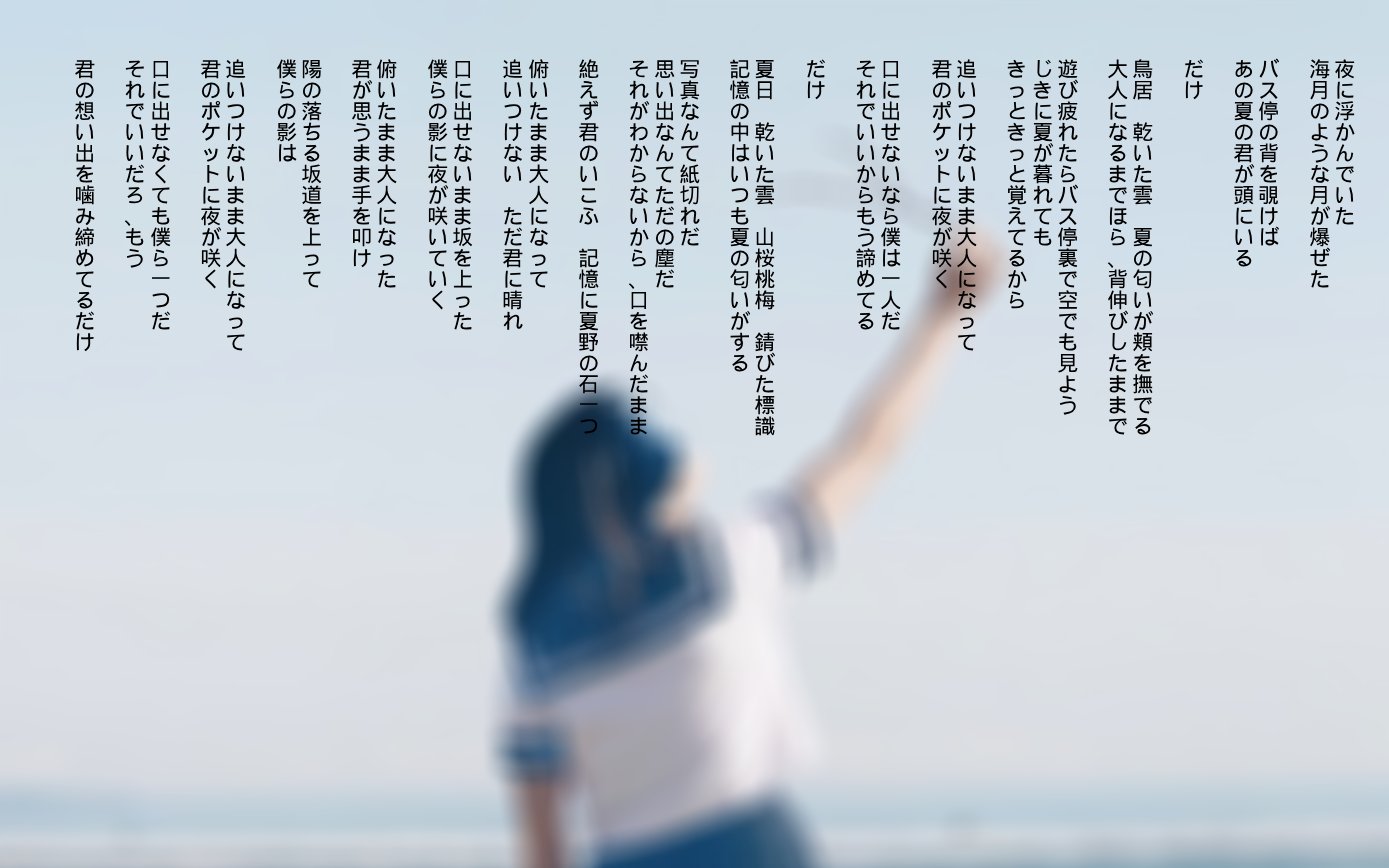 夜に浮かんでいた
海月のような月が爆ぜた
バス停の背を覗けば
あの夏の君が頭にいる
だけ
鳥居　乾いた雲　夏の匂いが頬を撫でる
大人になるまでほら、背伸びしたままで
遊び疲れたらバス停裏で空でも見よう
じきに夏が暮れても
きっときっと覚えてるから
追いつけないまま大人になって
君のポケットに夜が咲く
口に出せないなら僕は一人だ
それでいいからもう諦めてる
だけ
夏日　乾いた雲　山桜桃梅　錆びた標識
記憶の中はいつも夏の匂いがする
写真なんて紙切れだ
思い出なんてただの塵だ
それがわからないから、口を噤んだまま
絶えず君のいこふ　記憶に夏野の石一つ
俯いたまま大人になって
追いつけない　ただ君に晴れ
口に出せないまま坂を上った
僕らの影に夜が咲いていく
俯いたまま大人になった
君が思うまま手を叩け
陽の落ちる坂道を上って
僕らの影は
追いつけないまま大人になって
君のポケットに夜が咲く
口に出せなくても僕ら一つだ
それでいいだろ、もう
君の想い出を噛み締めてるだけ